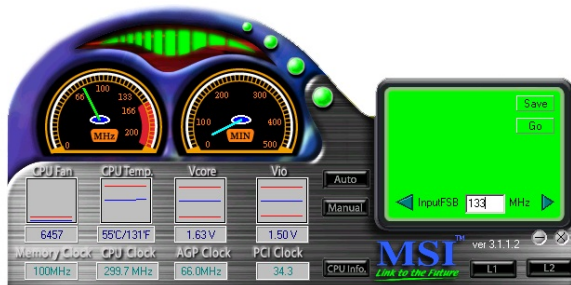 66 100 133 166 200 0
MHz
0 100 200 300 400 500
MIN
Save
Go
InputFSB 133 MHz
CPU Fan CPU Temp. Vcore Vio
6457 55°C/131°F 1.63 V 1.50 V
Auto
Manual
Memory Clock CPU Clock AGP Clock PCI Clock
100MHz 299.7 MHz 66.0MHz 34.3
CPU Info.
MSI TM
Link to the Future
ver 3.1.1.2
L1 L2